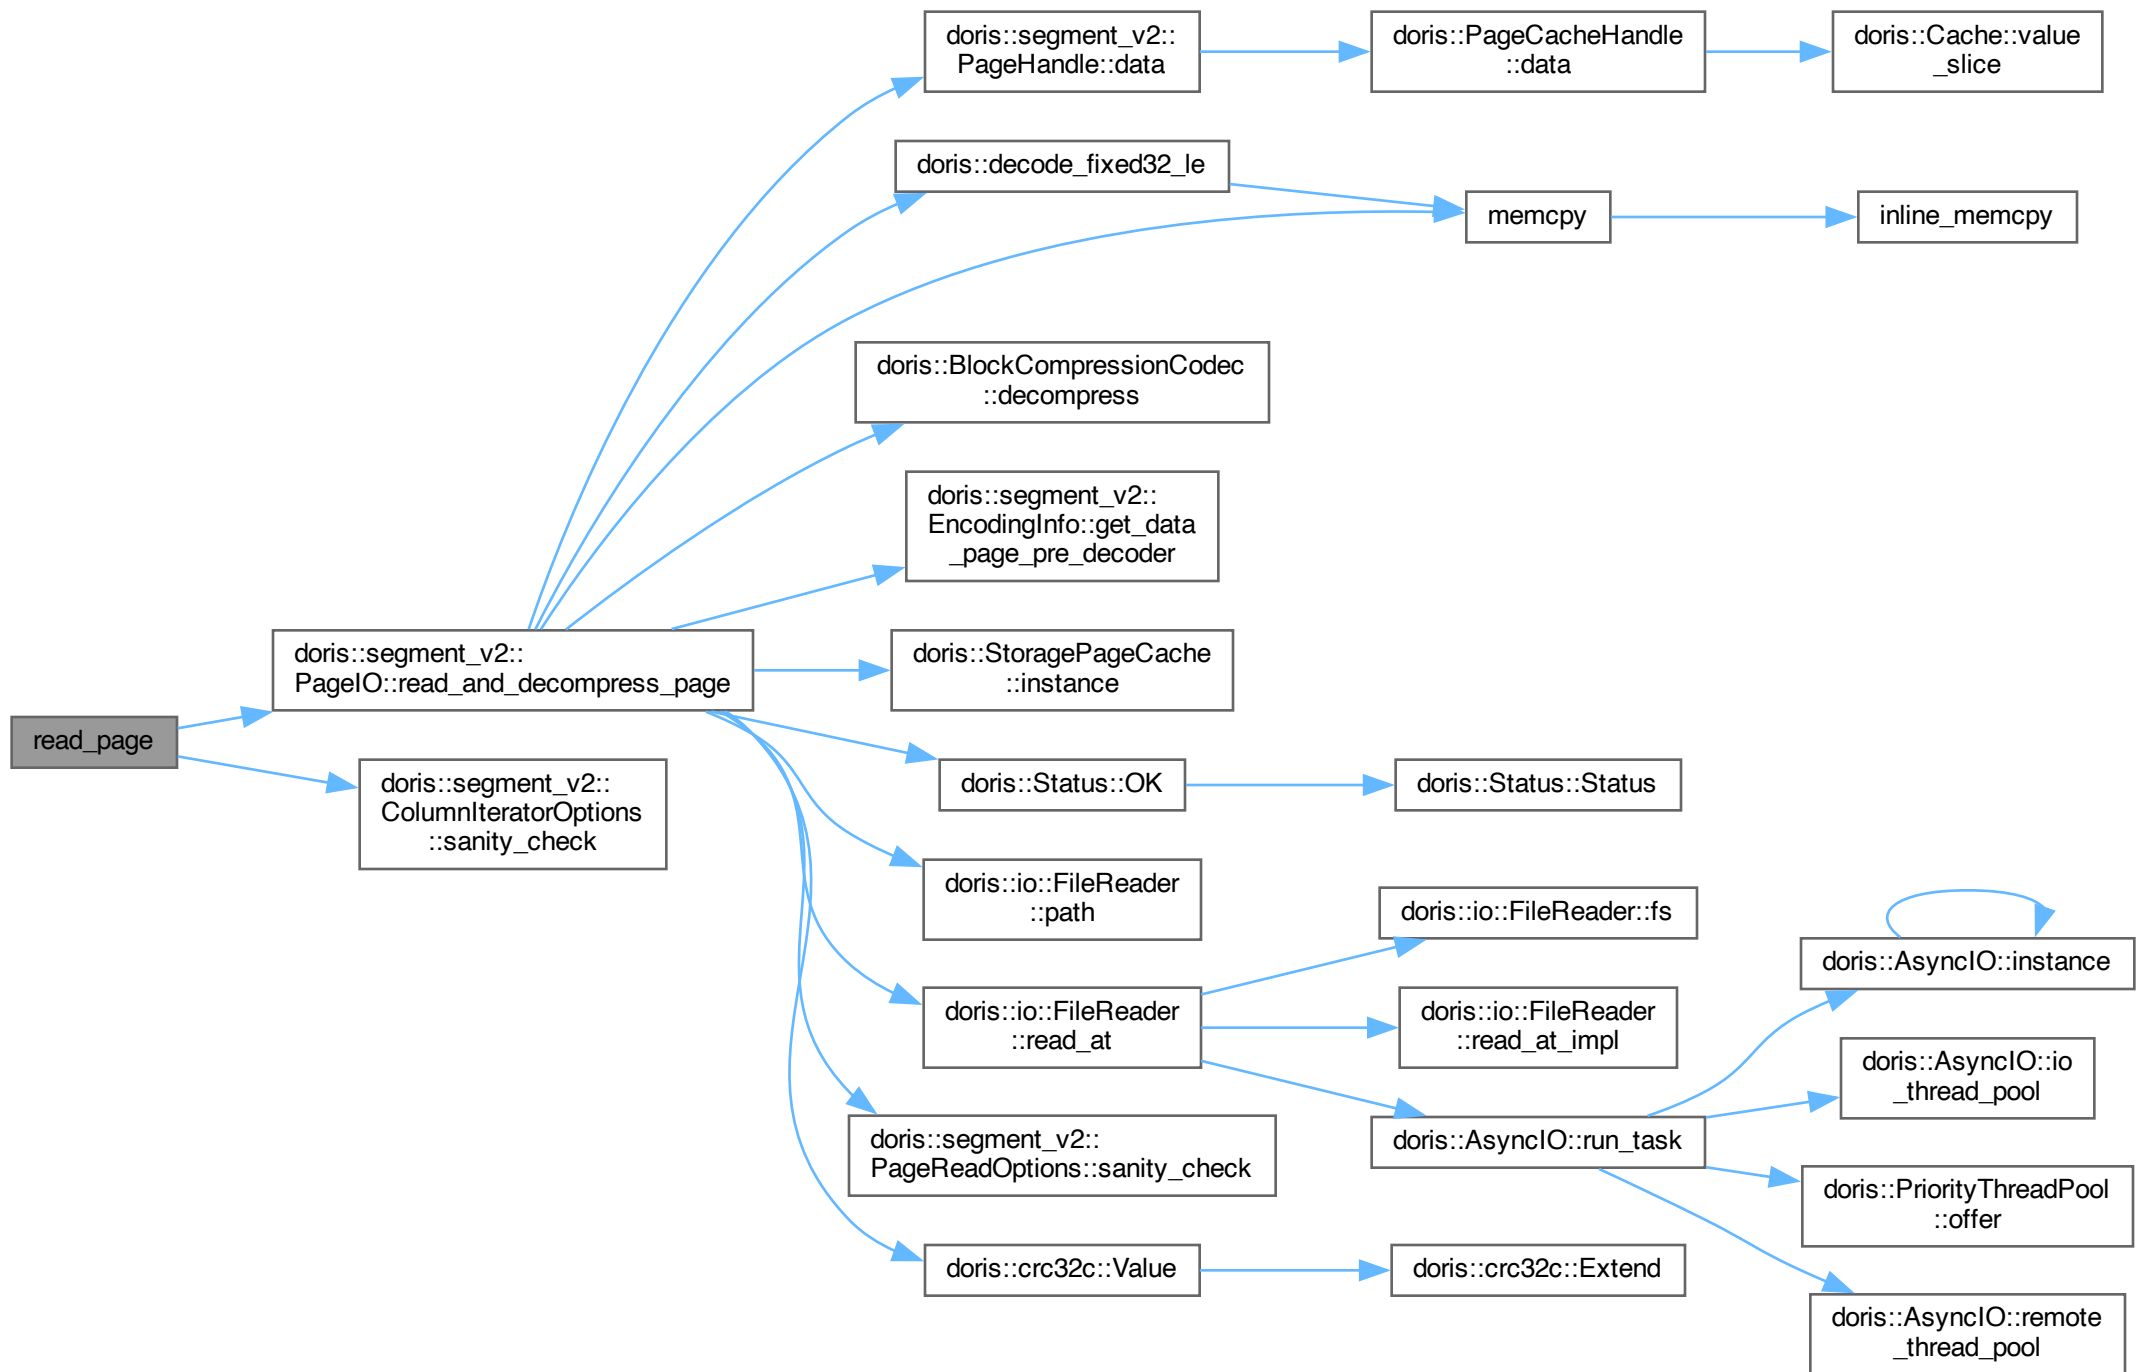 read_page
doris::segment_v2::
PageIO::read_and_decompress_page
doris::segment_v2::
ColumnIteratorOptions
::sanity_check
doris::segment_v2::
PageHandle::data
doris::PageCacheHandle
::data
doris::Cache::value
_slice
doris::decode_fixed32_le
memcpy
inline_memcpy
doris::BlockCompressionCodec
::decompress
doris::segment_v2::
EncodingInfo::get_data
_page_pre_decoder
doris::StoragePageCache
::instance
doris::Status::OK
doris::Status::Status
doris::io::FileReader
::path
doris::io::FileReader
::read_at
doris::io::FileReader::fs
doris::io::FileReader
::read_at_impl
doris::AsyncIO::run_task
doris::AsyncIO::instance
doris::AsyncIO::io
_thread_pool
doris::PriorityThreadPool
::offer
doris::AsyncIO::remote
_thread_pool
doris::segment_v2::
PageReadOptions::sanity_check
doris::crc32c::Value
doris::crc32c::Extend